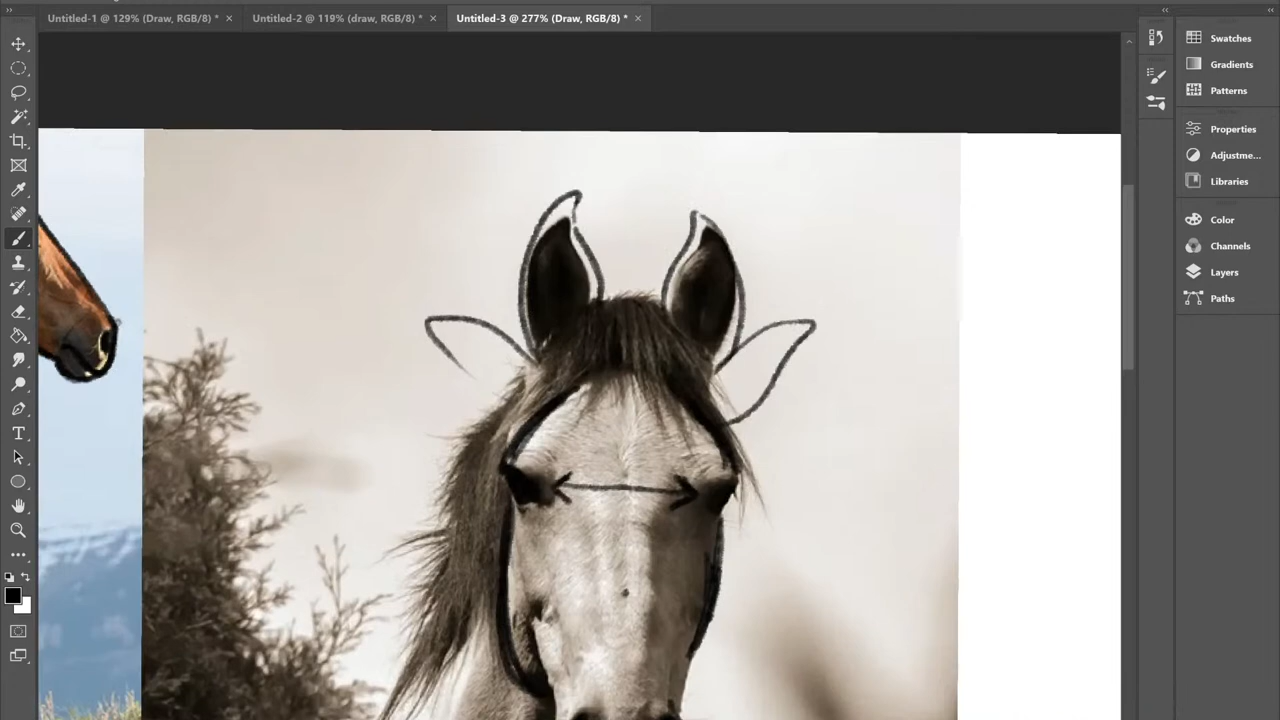 Untitled-1 @ 129% (Draw, RGB/8) *
Untitled-2 @ 119% (draw, RGB/8) *
Untitled-3 @ 277% (Draw, RGB/8) *
Swatches
Gradients
Patterns
Properties
Adjustme...
Libraries
Color
Channels
Layers
Paths